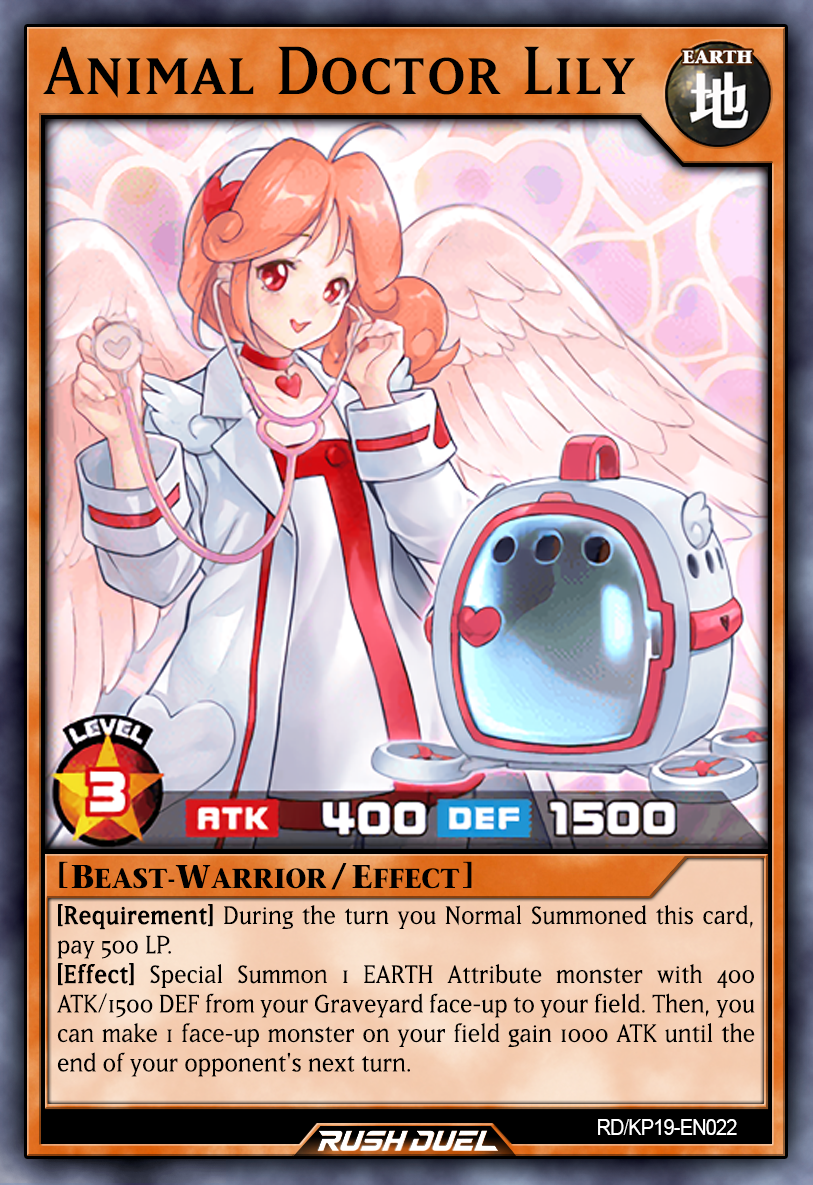 Animal Doctor Lily
EARTH
地
LEVEL
3
ATK 400 DEF 1500
[Beast-Warrior/Effect]
[Requirement] During the turn you Normal Summoned this card,
pay 500 LP.
[Effect] Special Summon 1 EARTH Attribute monster with 400
ATK/1500 DEF from your Graveyard face-up to your field. Then, you
can make 1 face-up monster on your field gain 1000 ATK until the
end of your opponent's next turn.
RD/KP19-EN022
RUSH DUEL